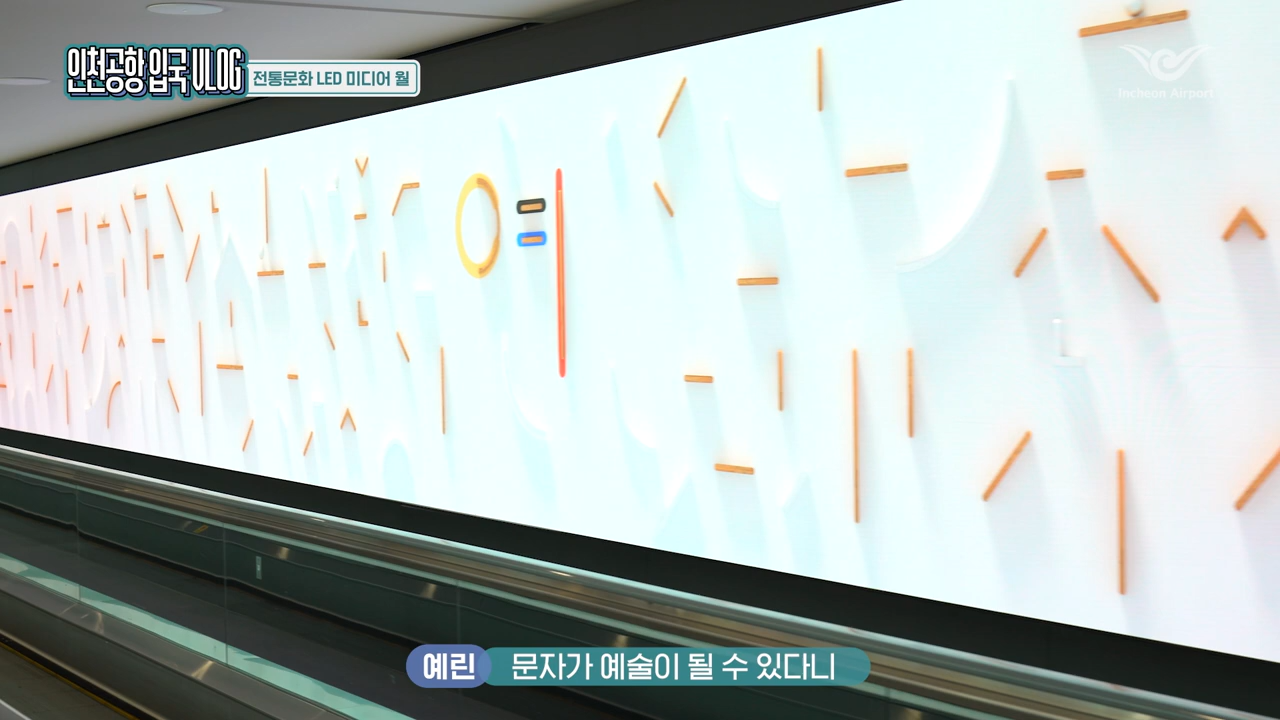 인천공항 입국 VLOG
전통문화 LED 미디어 월
Incheon Airport
예린
문자가 예술이 될 수 있다니